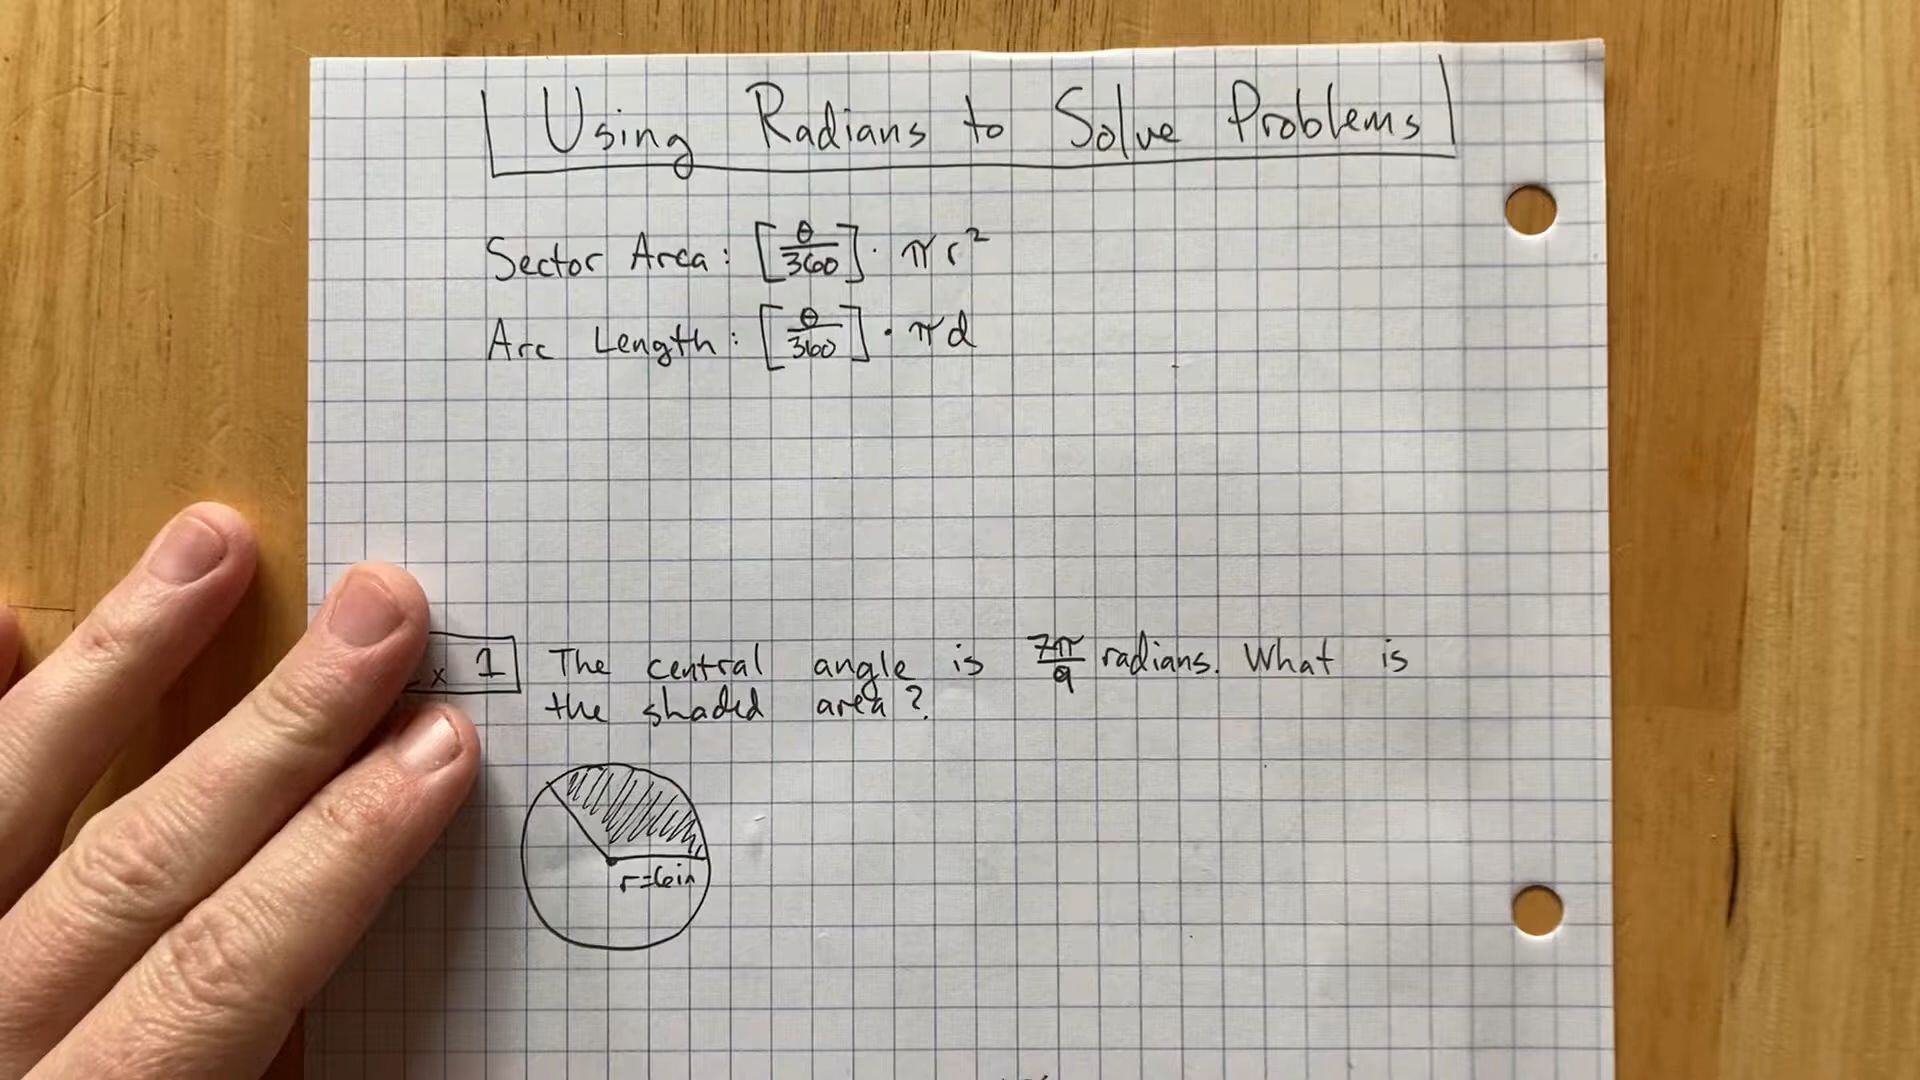 Using Radians to Solve Problems
Sector Area: [θ/360] · πr²
Arc Length: [θ/360] · πd
x 1 The central angle is 7π/9 radians. What is
the shaded area?
r=6in